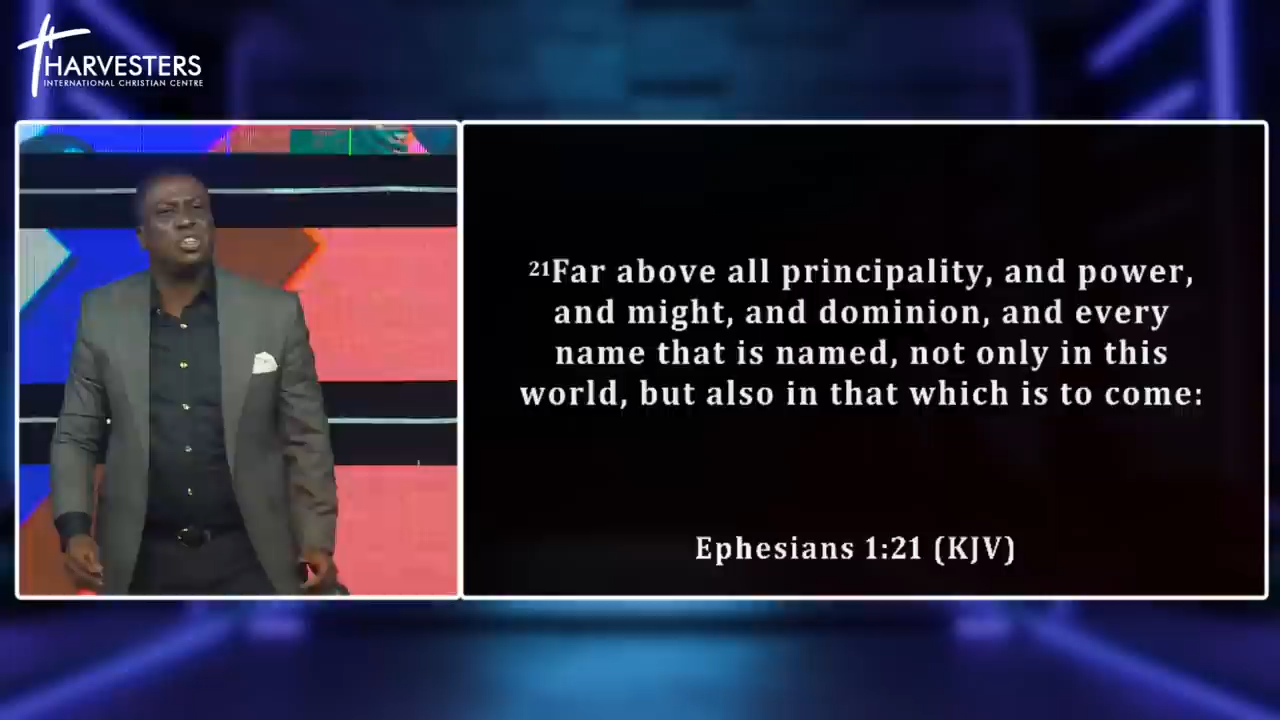 HARVESTERS
INTERNATIONAL CHRISTIAN CENTRE
21Far above all principality, and power,
and might, and dominion, and every
name that is named, not only in this
world, but also in that which is to come:
Ephesians 1:21 (KJV)